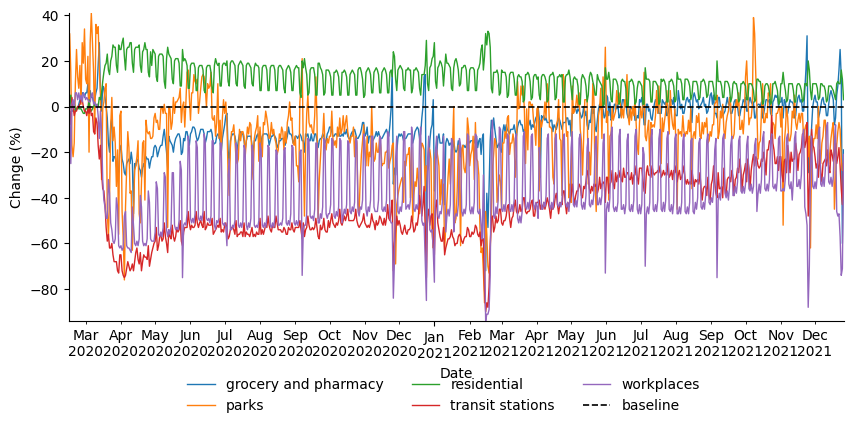 40
20
0
−20
−40
−60
−80
Change (%)
Mar Apr May Jun Jul Aug Sep Oct Nov Dec Jan Feb Mar Apr May Jun Jul Aug Sep Oct Nov Dec
2020 2020 2020 2020 2020 2020 2020 2020 2020 2020 2021 2021 2021 2021 2021 2021 2021 2021 2021 2021 2021 2021
Date
grocery and pharmacy residential workplaces
parks transit stations baseline